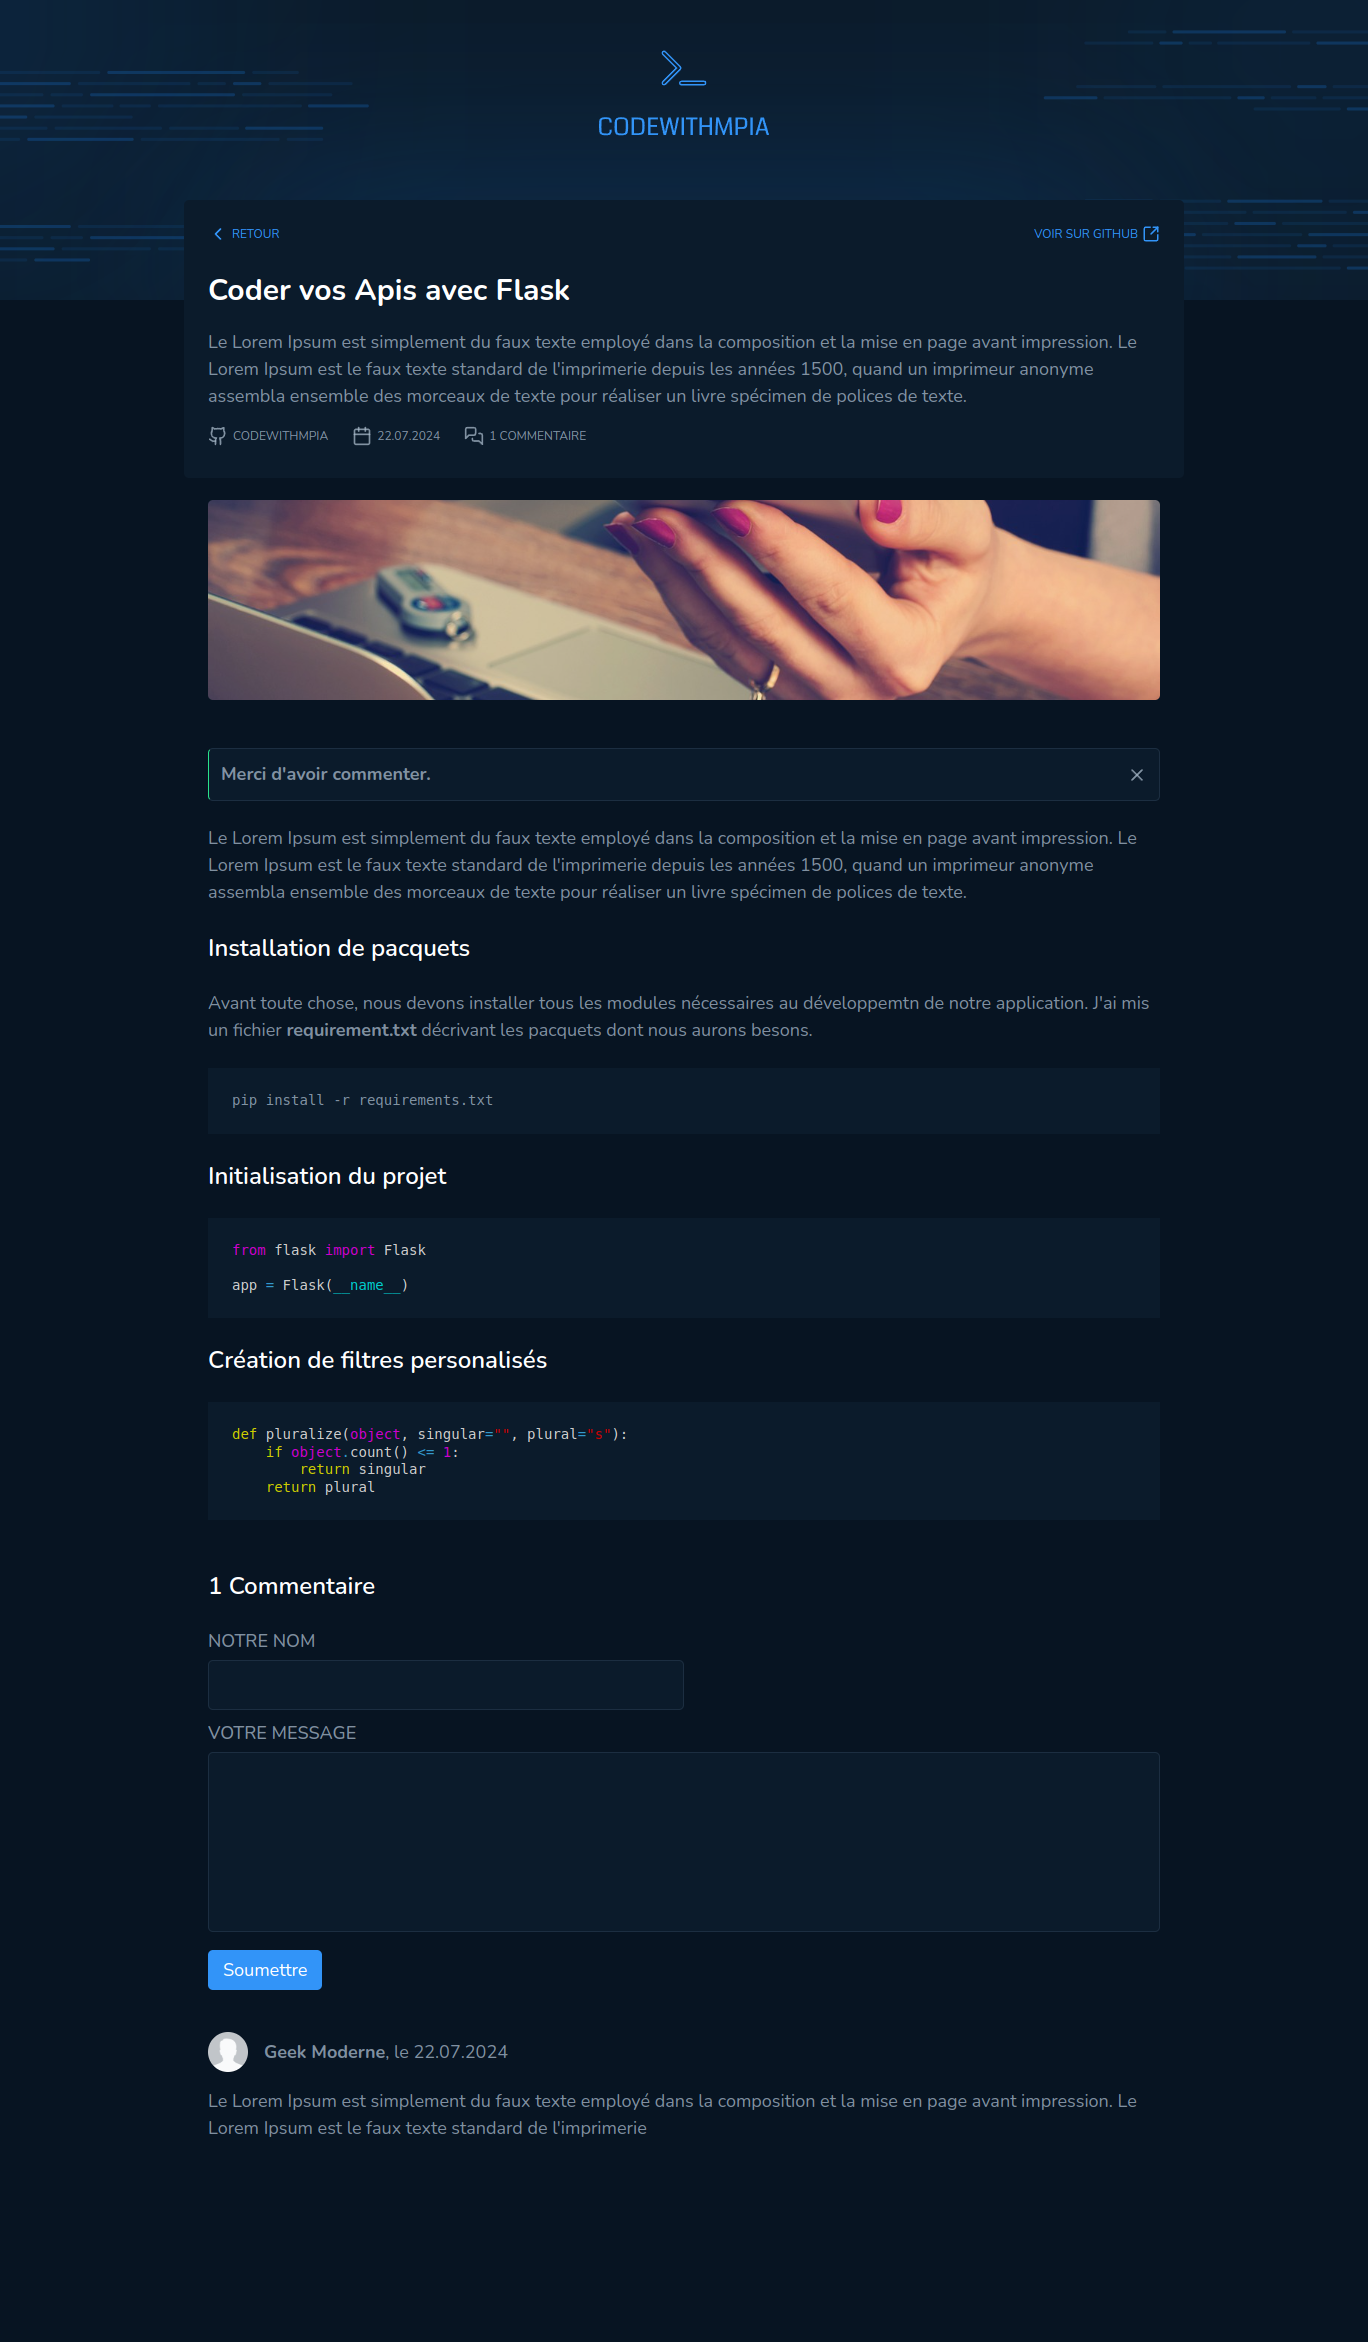 CODEWITHMPIA
RETOUR
VOIR SUR GITHUB
Coder vos Apis avec Flask
Le Lorem Ipsum est simplement du faux texte employé dans la composition et la mise en page avant impression. Le
Lorem Ipsum est le faux texte standard de l'imprimerie depuis les années 1500, quand un imprimeur anonyme
assembla ensemble des morceaux de texte pour réaliser un livre spécimen de polices de texte.
CODEWITHMPIA 22.07.2024 1 COMMENTAIRE
Merci d'avoir commenter.
Le Lorem Ipsum est simplement du faux texte employé dans la composition et la mise en page avant impression. Le
Lorem Ipsum est le faux texte standard de l'imprimerie depuis les années 1500, quand un imprimeur anonyme
assembla ensemble des morceaux de texte pour réaliser un livre spécimen de polices de texte.
Installation de pacquets
Avant toute chose, nous devons installer tous les modules nécessaires au développemtn de notre application. J'ai mis
un fichier requirement.txt décrivant les pacquets dont nous aurons besons.
pip install -r requirements.txt
Initialisation du projet
from flask import Flask
app = Flask(__name__)
Création de filtres personalisés
def pluralize(object, singular="", plural="s"):
    if object.count() <= 1:
        return singular
    return plural
1 Commentaire
NOTRE NOM
VOTRE MESSAGE
Soumettre
Geek Moderne, le 22.07.2024
Le Lorem Ipsum est simplement du faux texte employé dans la composition et la mise en page avant impression. Le
Lorem Ipsum est le faux texte standard de l'imprimerie